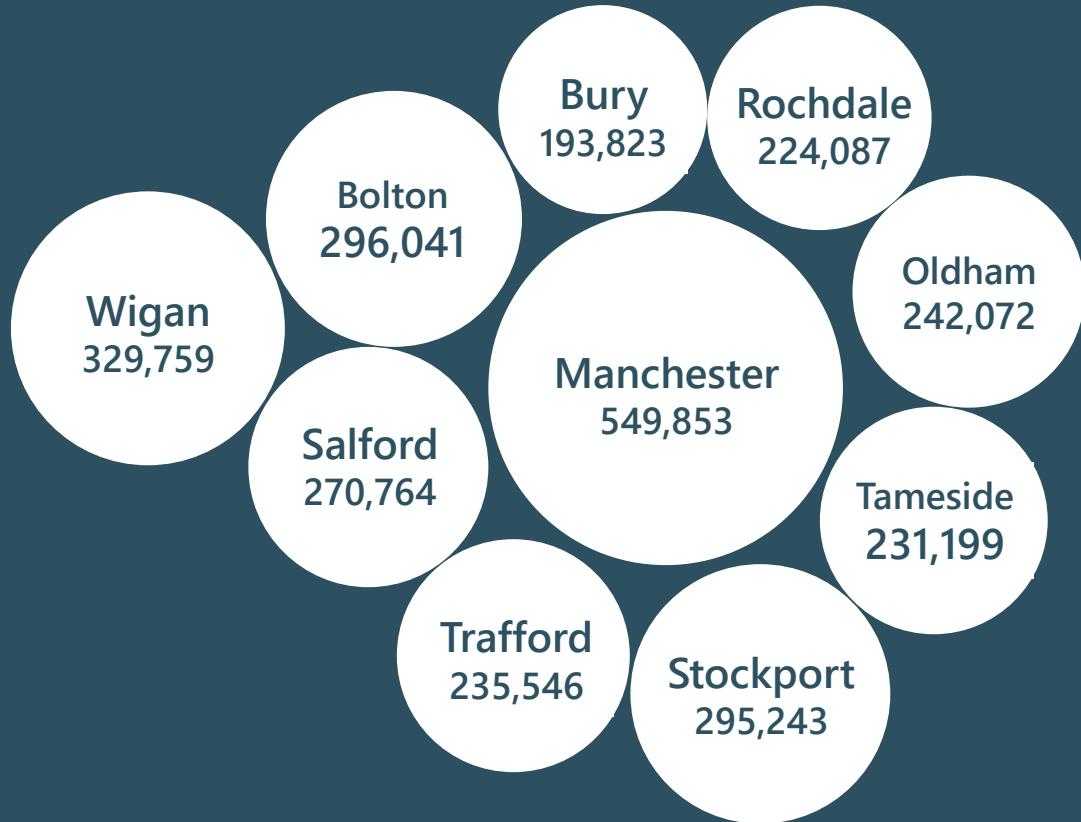 Bury
193,823
Rochdale
224,087
Bolton
296,041
Oldham
242,072
Wigan
329,759
Manchester
549,853
Salford
270,764
Tameside
231,199
Trafford
235,546
Stockport
295,243